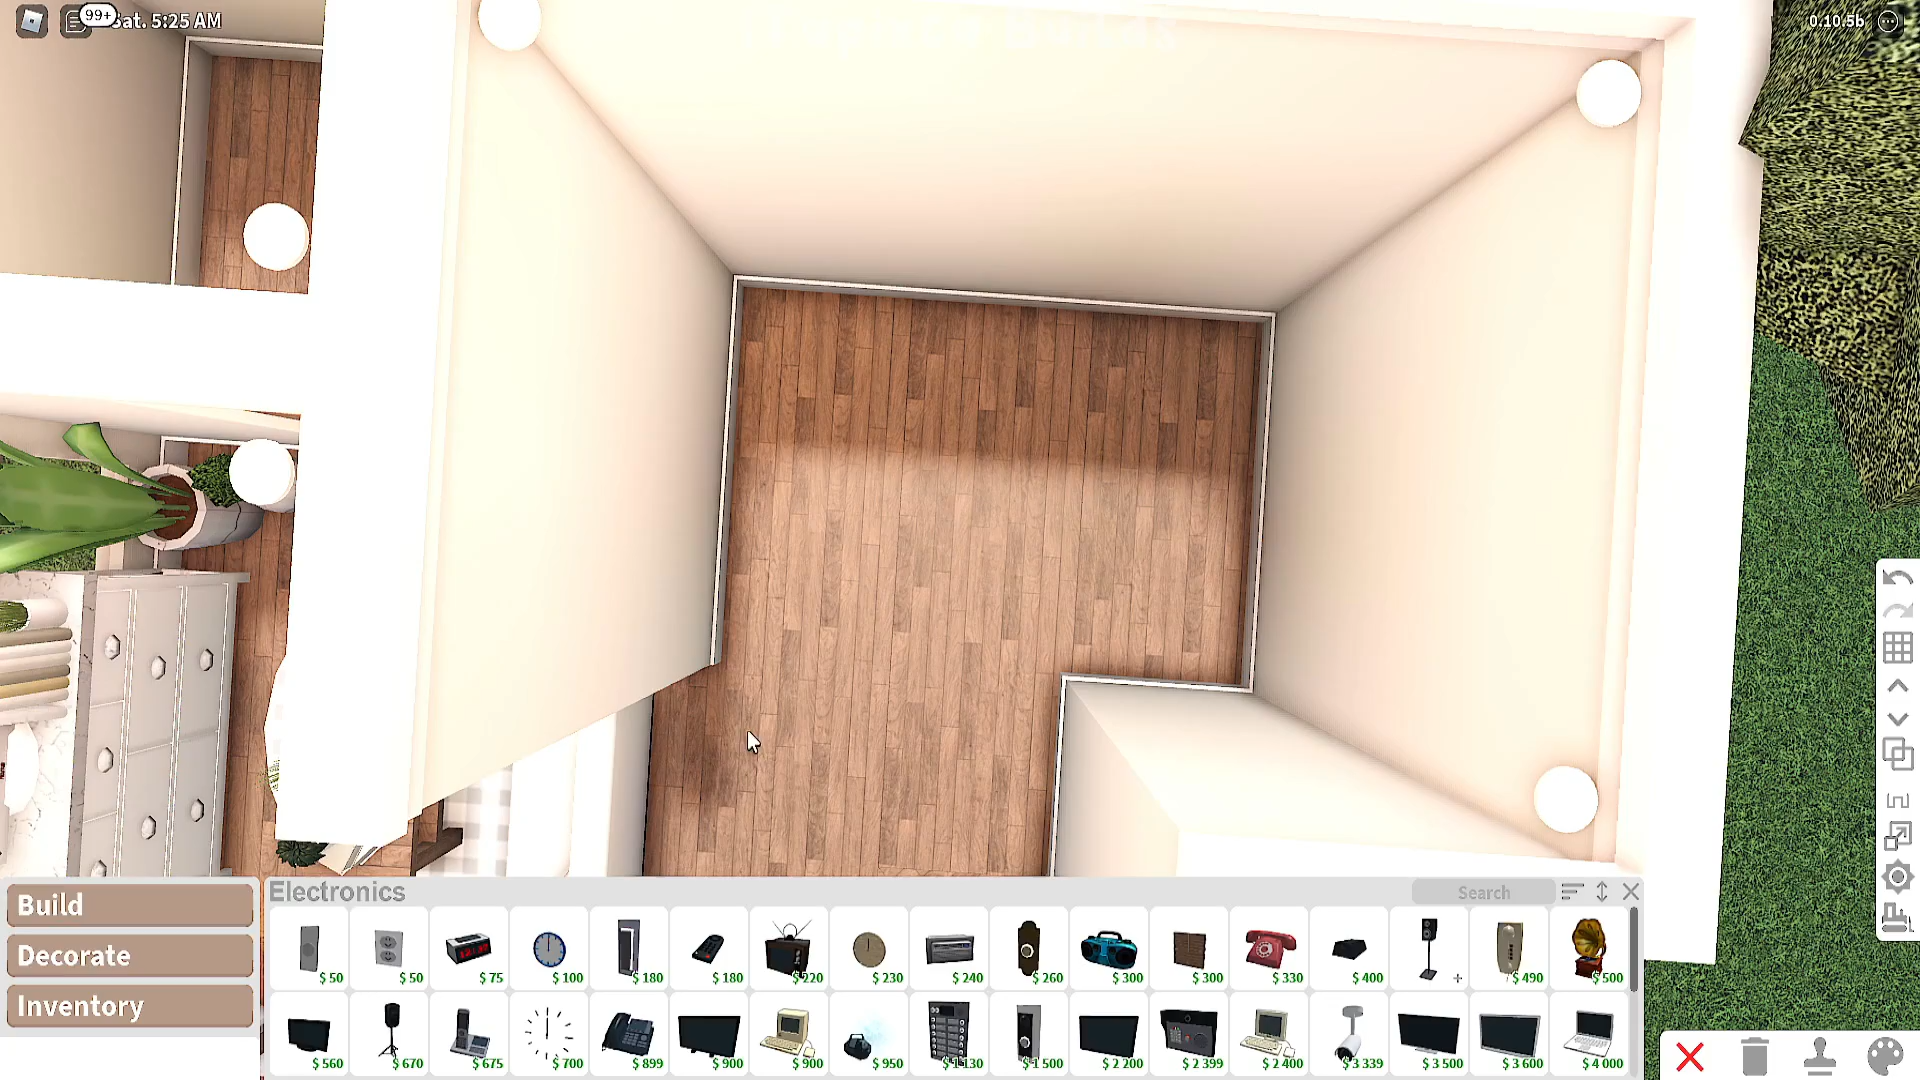 99+
Sat. 5:25 AM
0.10.5b
Build
Decorate
Inventory
Electronics
Search
$ 50
$ 50
$ 75
$ 100
$ 180
$ 180
$ 220
$ 230
$ 240
$ 260
$ 300
$ 300
$ 330
$ 400
+
$ 490
$ 500
$ 560
$ 670
$ 675
$ 700
$ 899
$ 900
$ 900
$ 950
$ 1 130
$ 1 500
$ 2 200
$ 2 399
$ 2 400
$ 3 339
$ 3 500
$ 3 600
$ 4 000